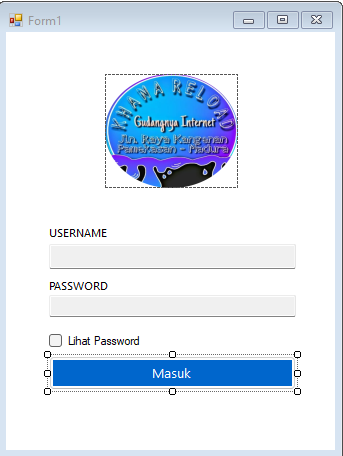 Form1
KHANA RELOAD
Gudangnya Internet
Jln. Raya Kangenan
Pamekasan - Madura
USERNAME
PASSWORD
Lihat Password
Masuk